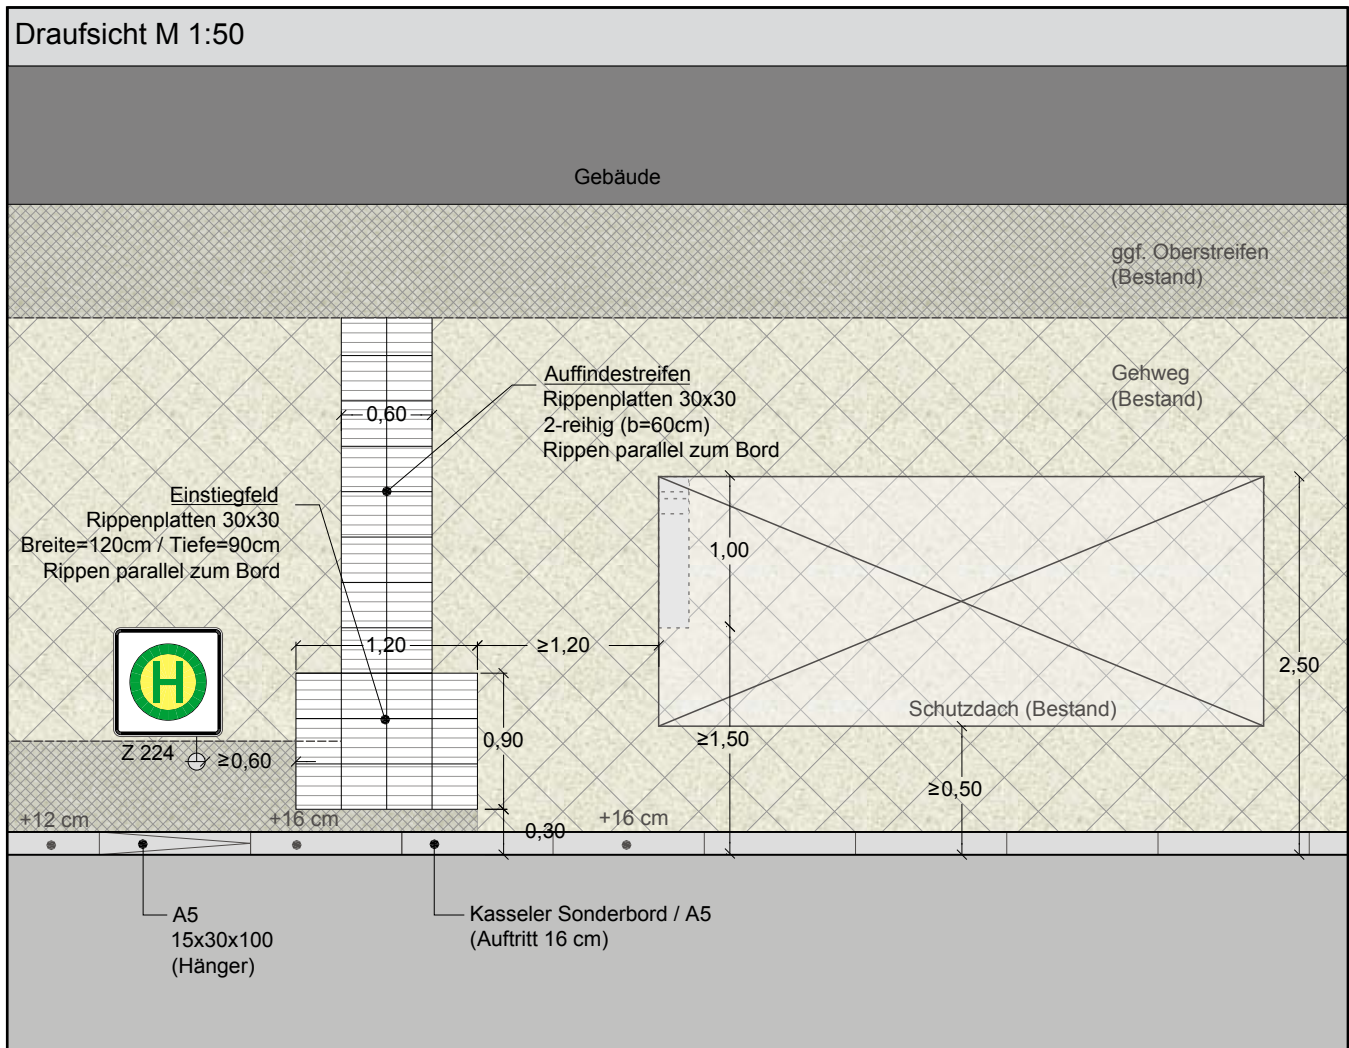 Draufsicht M 1:50
Gebäude
ggf. Oberstreifen
(Bestand)
Gehweg
(Bestand)
Auffindestreifen
Rippenplatten 30x30
2-reihig (b=60cm)
Rippen parallel zum Bord
0,60
Einstiegfeld
Rippenplatten 30x30
Breite=120cm / Tiefe=90cm
Rippen parallel zum Bord
1,00
1,20
≥1,20
2,50
H
Schutzdach (Bestand)
Z 224
≥0,60
0,90
≥1,50
≥0,50
+12 cm
+16 cm
+16 cm
0,30
A5
15x30x100
(Hänger)
Kasseler Sonderbord / A5
(Auftritt 16 cm)